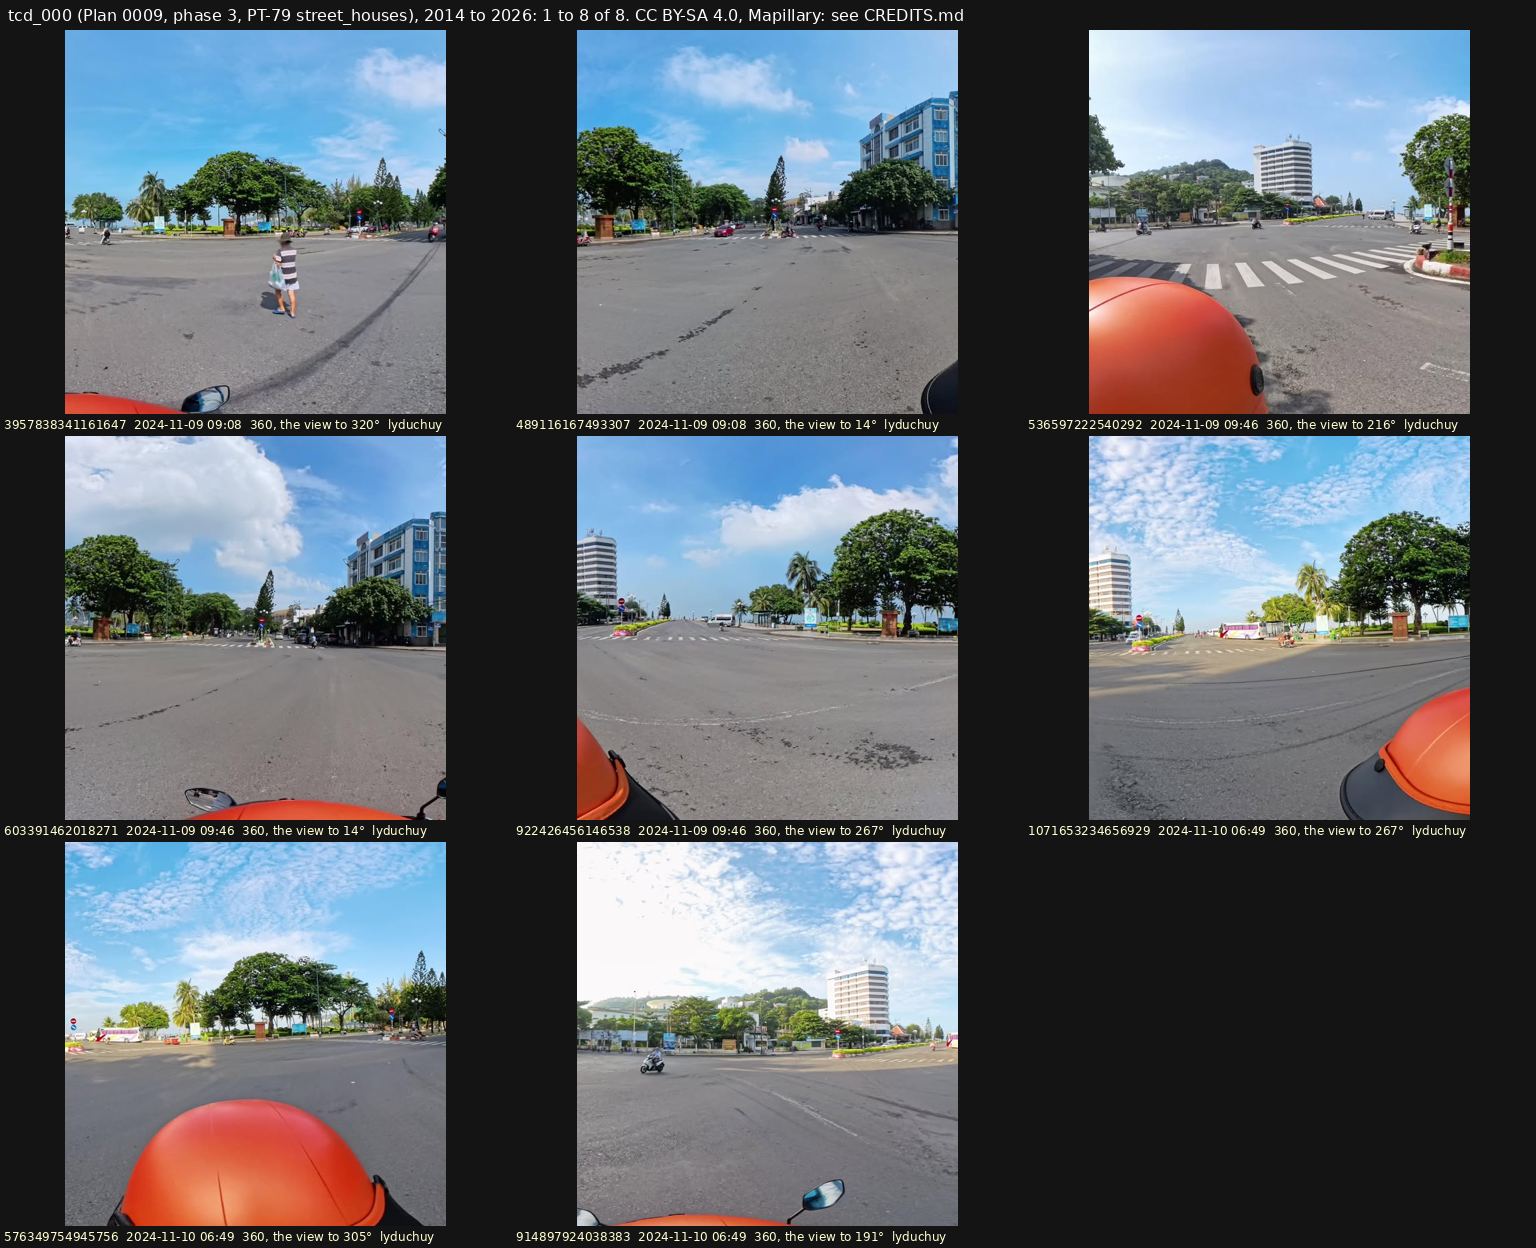 tcd_000 (Plan 0009, phase 3, PT-79 street_houses), 2014 to 2026: 1 to 8 of 8. CC BY-SA 4.0, Mapillary: see CREDITS.md
3957838341161647 2024-11-09 09:08 360, the view to 320° lyduchuy
489116167493307 2024-11-09 09:08 360, the view to 14° lyduchuy
536597222540292 2024-11-09 09:46 360, the view to 216° lyduchuy
603391462018271 2024-11-09 09:46 360, the view to 14° lyduchuy
922426456146538 2024-11-09 09:46 360, the view to 267° lyduchuy
1071653234656929 2024-11-10 06:49 360, the view to 267° lyduchuy
576349754945756 2024-11-10 06:49 360, the view to 305° lyduchuy
914897924038383 2024-11-10 06:49 360, the view to 191° lyduchuy